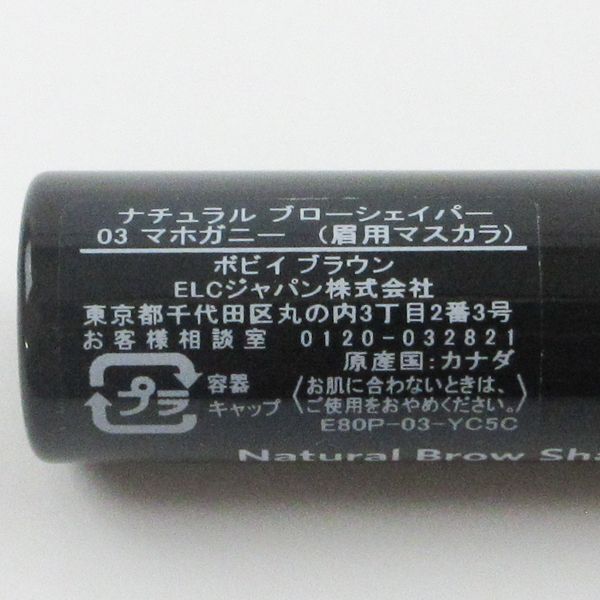 ナチュラル ブローシェイパー
03 マホガニー （眉用マスカラ）
ボビイ ブラウン
ELCジャパン株式会社
東京都千代田区丸の内3丁目2番3号
お客様相談室 0120-032821
原産国:カナダ
プラ
容器
キャップ
〈お肌に合わないときは、
ご使用をおやめください。〉
E80P-03-YC5C
Natural Brow Sha